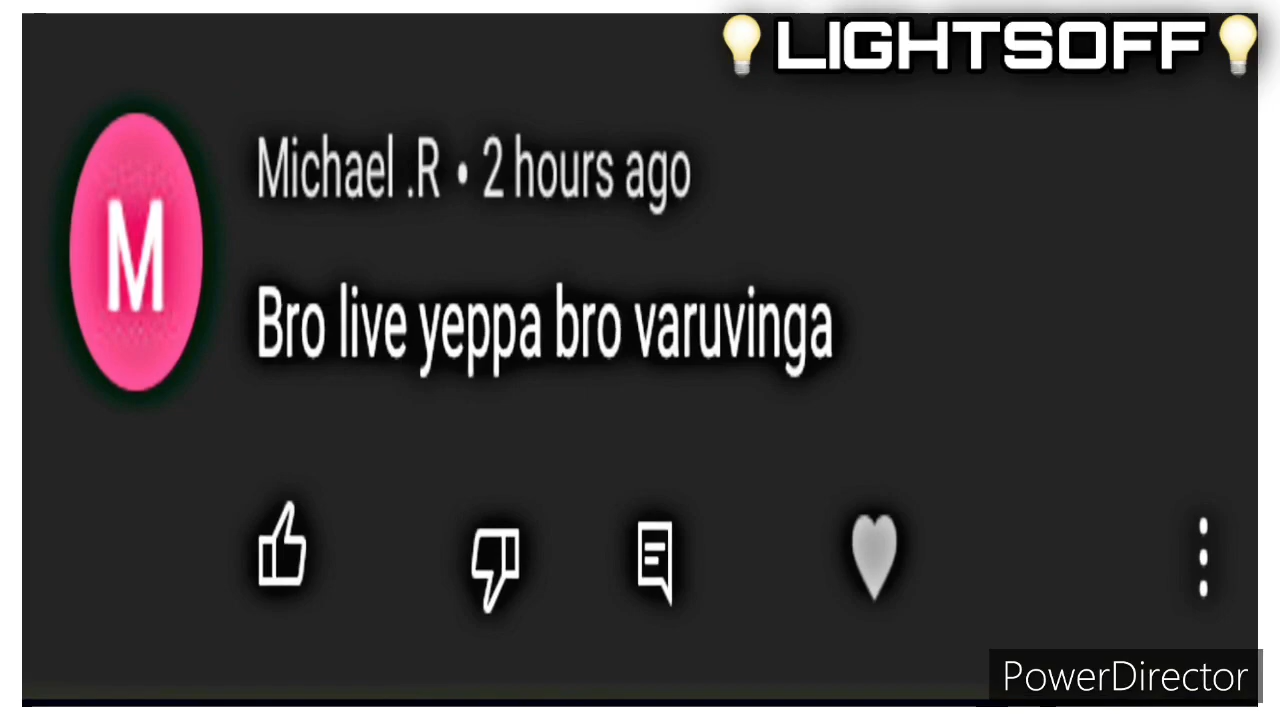 LIGHTSOFF
Michael .R • 2 hours ago
M
Bro live yeppa bro varuvinga
PowerDirector